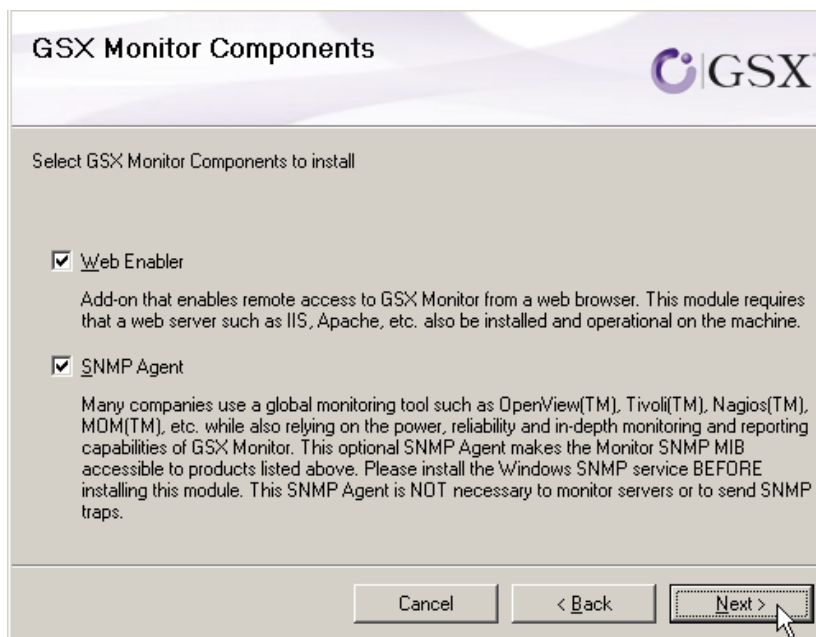 GSX Monitor Components
GSX
Select GSX Monitor Components to install
Web Enabler
Add-on that enables remote access to GSX Monitor from a web browser. This module requires
that a web server such as IIS, Apache, etc. also be installed and operational on the machine.
SNMP Agent
Many companies use a global monitoring tool such as OpenView(TM), Tivoli(TM), Nagios(TM),
MOM(TM), etc. while also relying on the power, reliability and in-depth monitoring and reporting
capabilities of GSX Monitor. This optional SNMP Agent makes the Monitor SNMP MIB
accessible to products listed above. Please install the Windows SNMP service BEFORE
installing this module. This SNMP Agent is NOT necessary to monitor servers or to send SNMP
traps.
Cancel
< Back
Next >